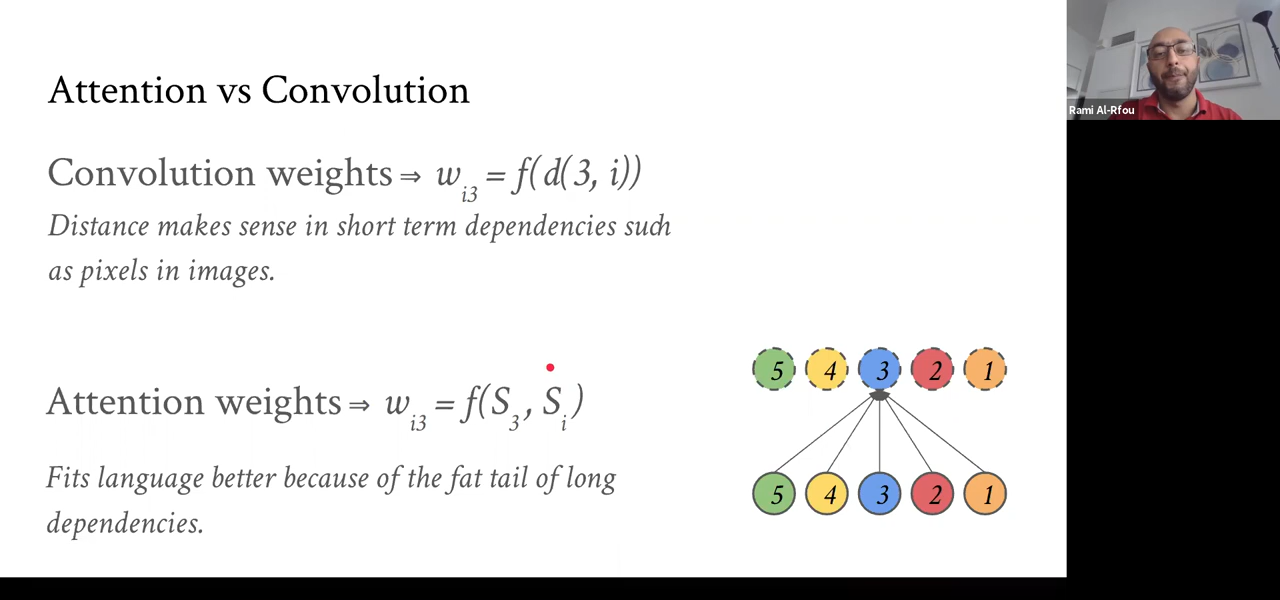 Attention vs Convolution
Convolution weights ⇒ w_i3 = f(d(3, i))
Distance makes sense in short term dependencies such
as pixels in images.
Attention weights ⇒ w_i3 = f(S_3, S_i)
Fits language better because of the fat tail of long
dependencies.
5 4 3 2 1
5 4 3 2 1
Rami Al-Rfou